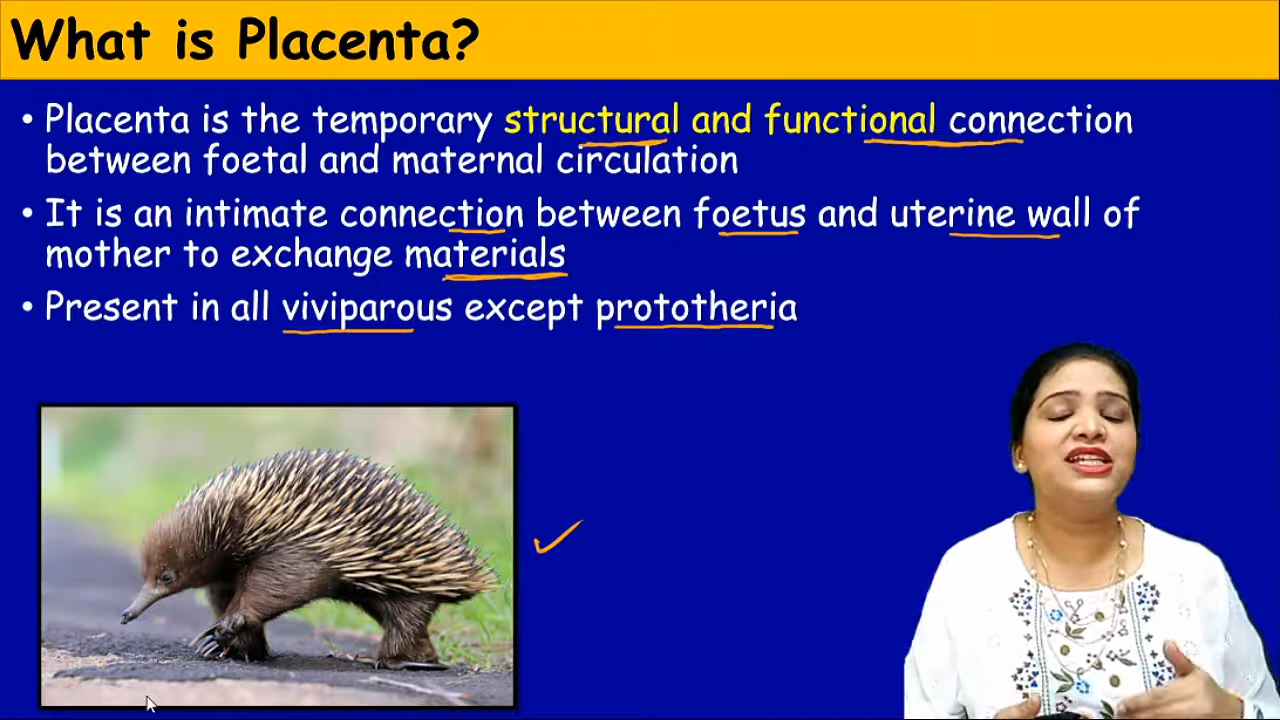 What is Placenta?
• Placenta is the temporary structural and functional connection
between foetal and maternal circulation
• It is an intimate connection between foetus and uterine wall of
mother to exchange materials
• Present in all viviparous except prototheria